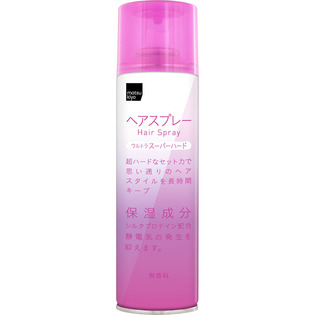 matsu
kiyo
ヘアスプレー
Hair Spray
ウルトラスーパーハード
超ハードなセット力で
思い通りのヘア
スタイルを長時間
キープ
保湿成分
シルクプロテイン配合
静電気の発生を
抑えます。
無香料